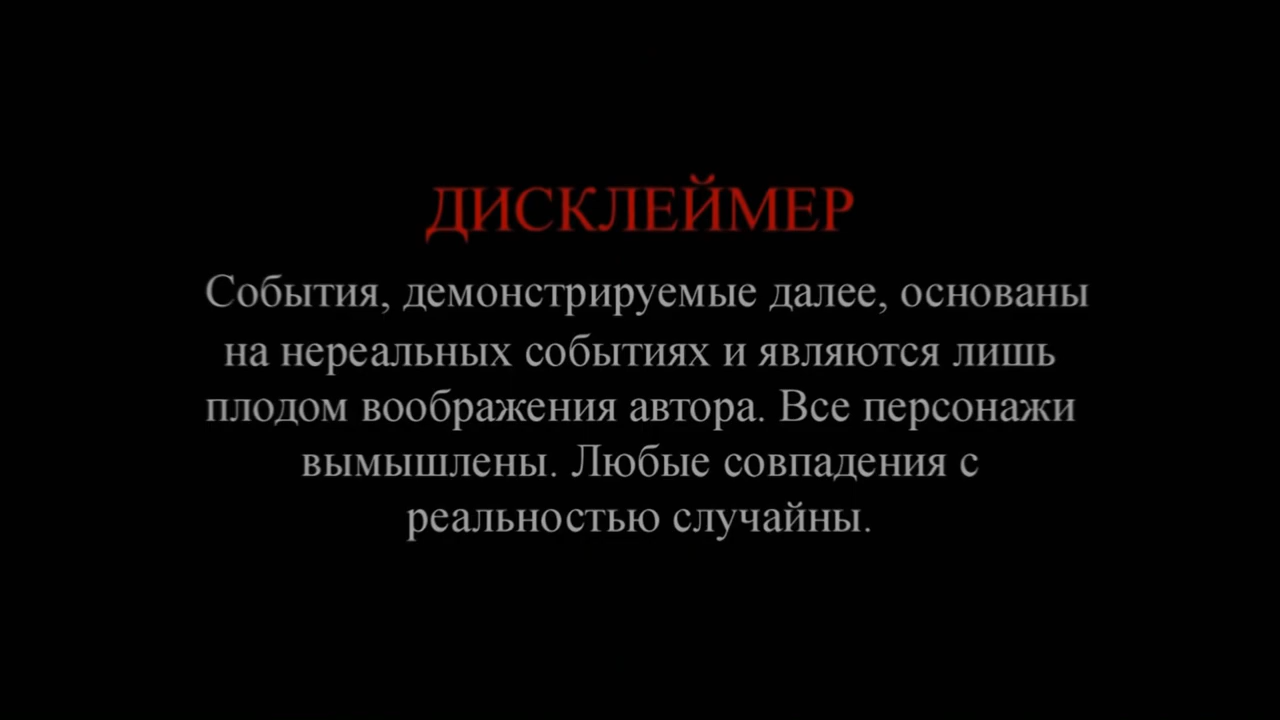 ДИСКЛЕЙМЕР
События, демонстрируемые далее, основаны
на нереальных событиях и являются лишь
плодом воображения автора. Все персонажи
вымышлены. Любые совпадения с
реальностью случайны.